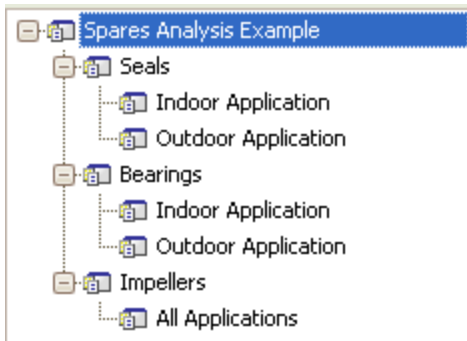 Spares Analysis Example
Seals
Indoor Application
Outdoor Application
Bearings
Indoor Application
Outdoor Application
Impellers
All Applications